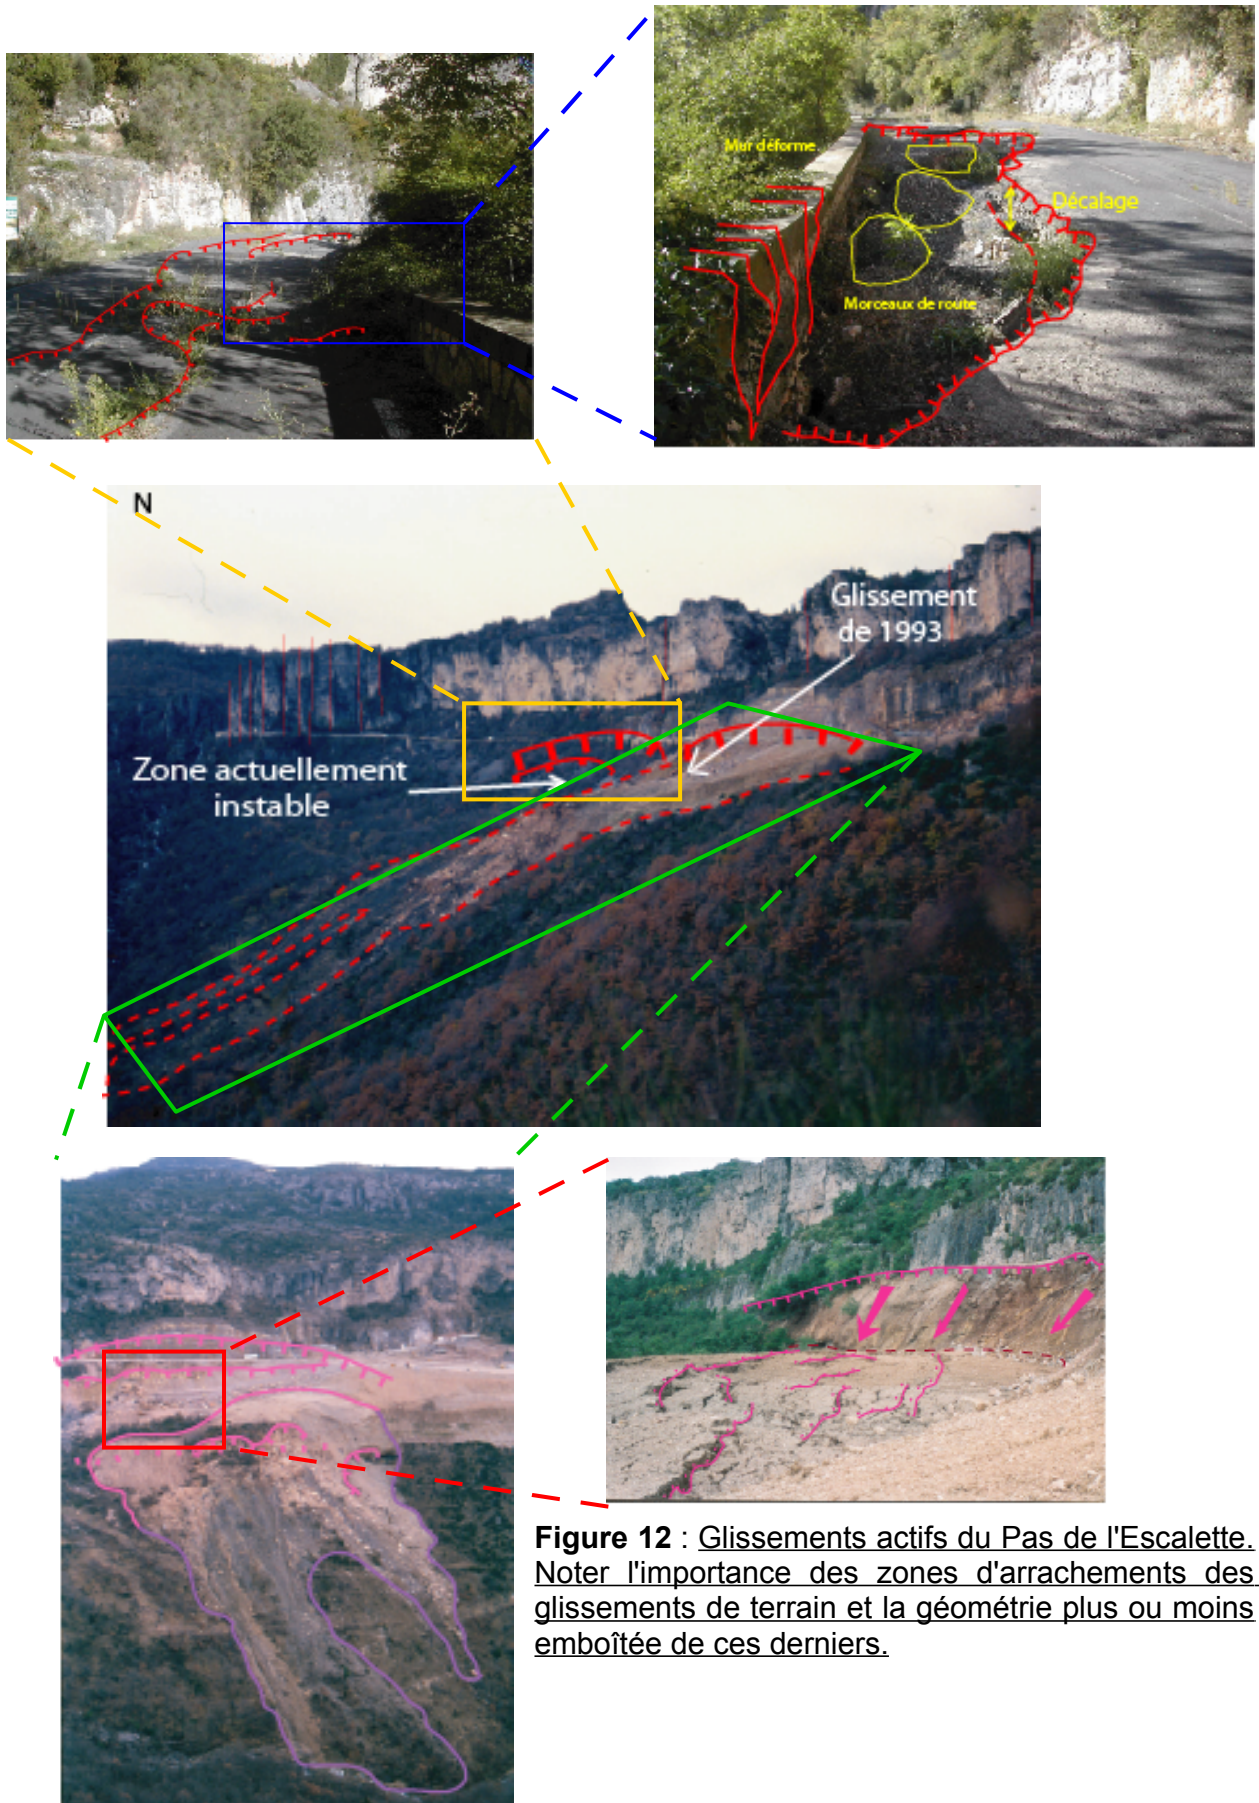 Mur déforme
Décalage
Morceaux de route
N
Glissement
de 1993
Zone actuellement
instable
Figure 12 : Glissements actifs du Pas de l'Escalette.
Noter l'importance des zones d'arrachements des
glissements de terrain et la géométrie plus ou moins
emboîtée de ces derniers.